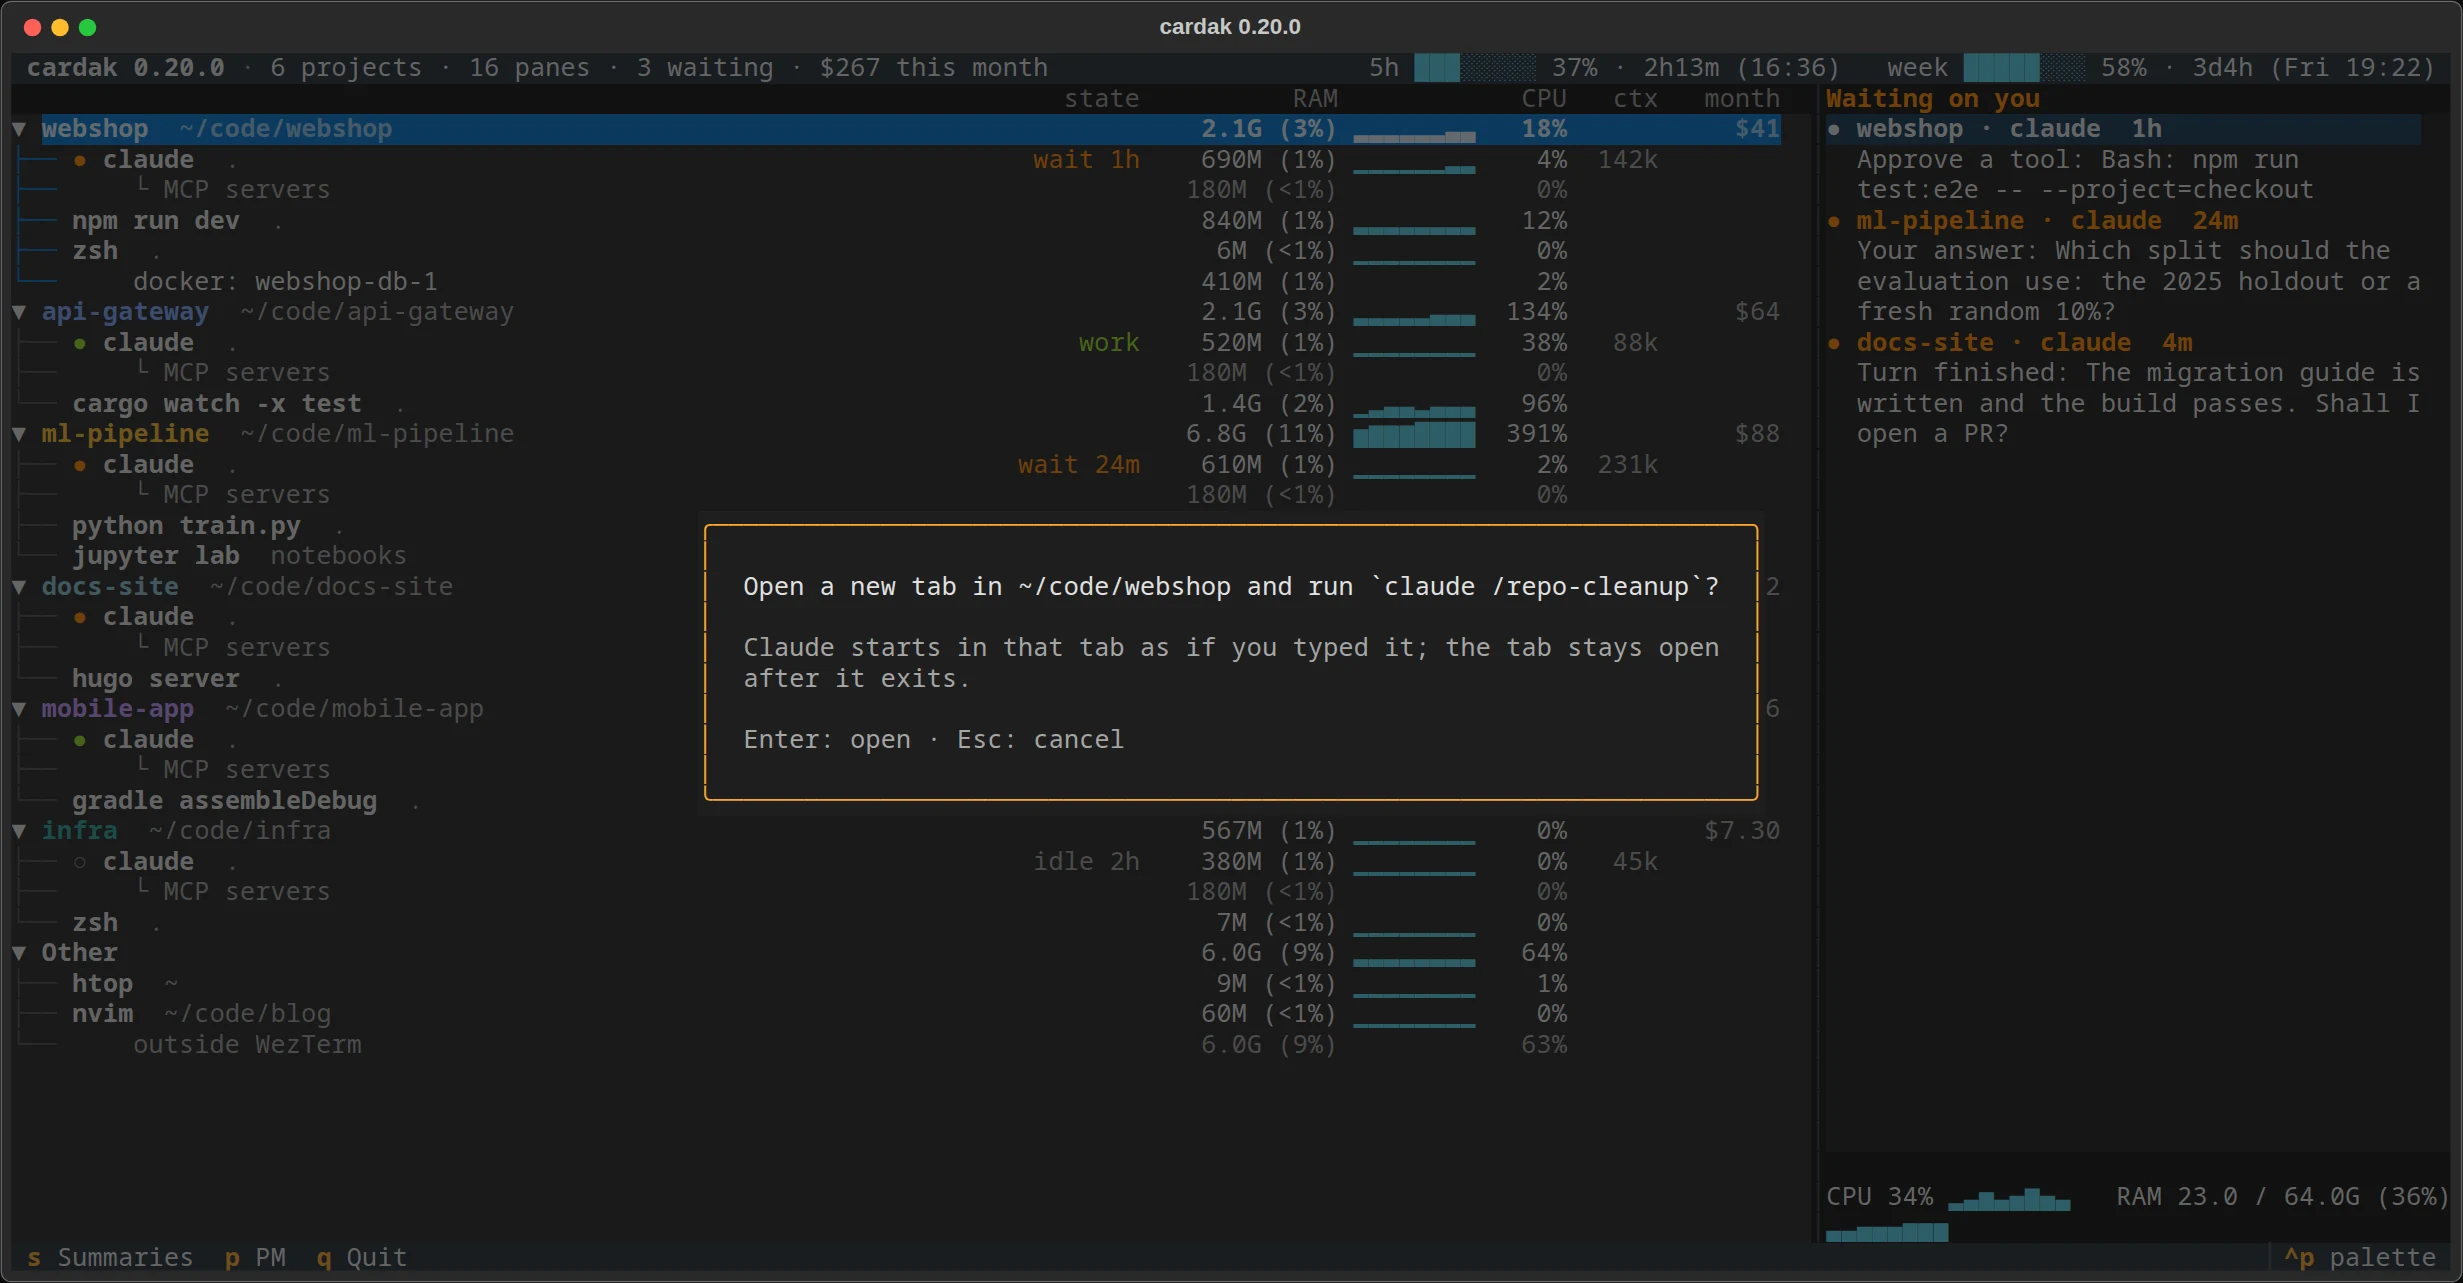 cardak 0.20.0
cardak 0.20.0 · 6 projects · 16 panes · 3 waiting · $267 this month 5h 37% · 2h13m (16:36) week 58% · 3d4h (Fri 19:22)
state RAM CPU ctx month
▼ webshop ~/code/webshop 2.1G (3%) 18% $41
● claude . wait 1h 690M (1%) 4% 142k
└ MCP servers 180M (<1%) 0%
npm run dev . 840M (1%) 12%
zsh . 6M (<1%) 0%
docker: webshop-db-1 410M (1%) 2%
▼ api-gateway ~/code/api-gateway 2.1G (3%) 134% $64
● claude . work 520M (1%) 38% 88k
└ MCP servers 180M (<1%) 0%
cargo watch -x test . 1.4G (2%) 96%
▼ ml-pipeline ~/code/ml-pipeline 6.8G (11%) 391% $88
● claude . wait 24m 610M (1%) 2% 231k
└ MCP servers 180M (<1%) 0%
python train.py .
jupyter lab notebooks
▼ docs-site ~/code/docs-site 2
● claude .
└ MCP servers
hugo server .
▼ mobile-app ~/code/mobile-app 6
● claude .
└ MCP servers
gradle assembleDebug .
▼ infra ~/code/infra 567M (1%) 0% $7.30
○ claude . idle 2h 380M (1%) 0% 45k
└ MCP servers 180M (<1%) 0%
zsh . 7M (<1%) 0%
▼ Other 6.0G (9%) 64%
htop ~ 9M (<1%) 1%
nvim ~/code/blog 60M (<1%) 0%
outside WezTerm 6.0G (9%) 63%
Open a new tab in ~/code/webshop and run `claude /repo-cleanup`?
Claude starts in that tab as if you typed it; the tab stays open
after it exits.
Enter: open · Esc: cancel
Waiting on you
● webshop · claude 1h
Approve a tool: Bash: npm run
test:e2e -- --project=checkout
● ml-pipeline · claude 24m
Your answer: Which split should the
evaluation use: the 2025 holdout or a
fresh random 10%?
● docs-site · claude 4m
Turn finished: The migration guide is
written and the build passes. Shall I
open a PR?
CPU 34% RAM 23.0 / 64.0G (36%)
s Summaries p PM q Quit ^p palette